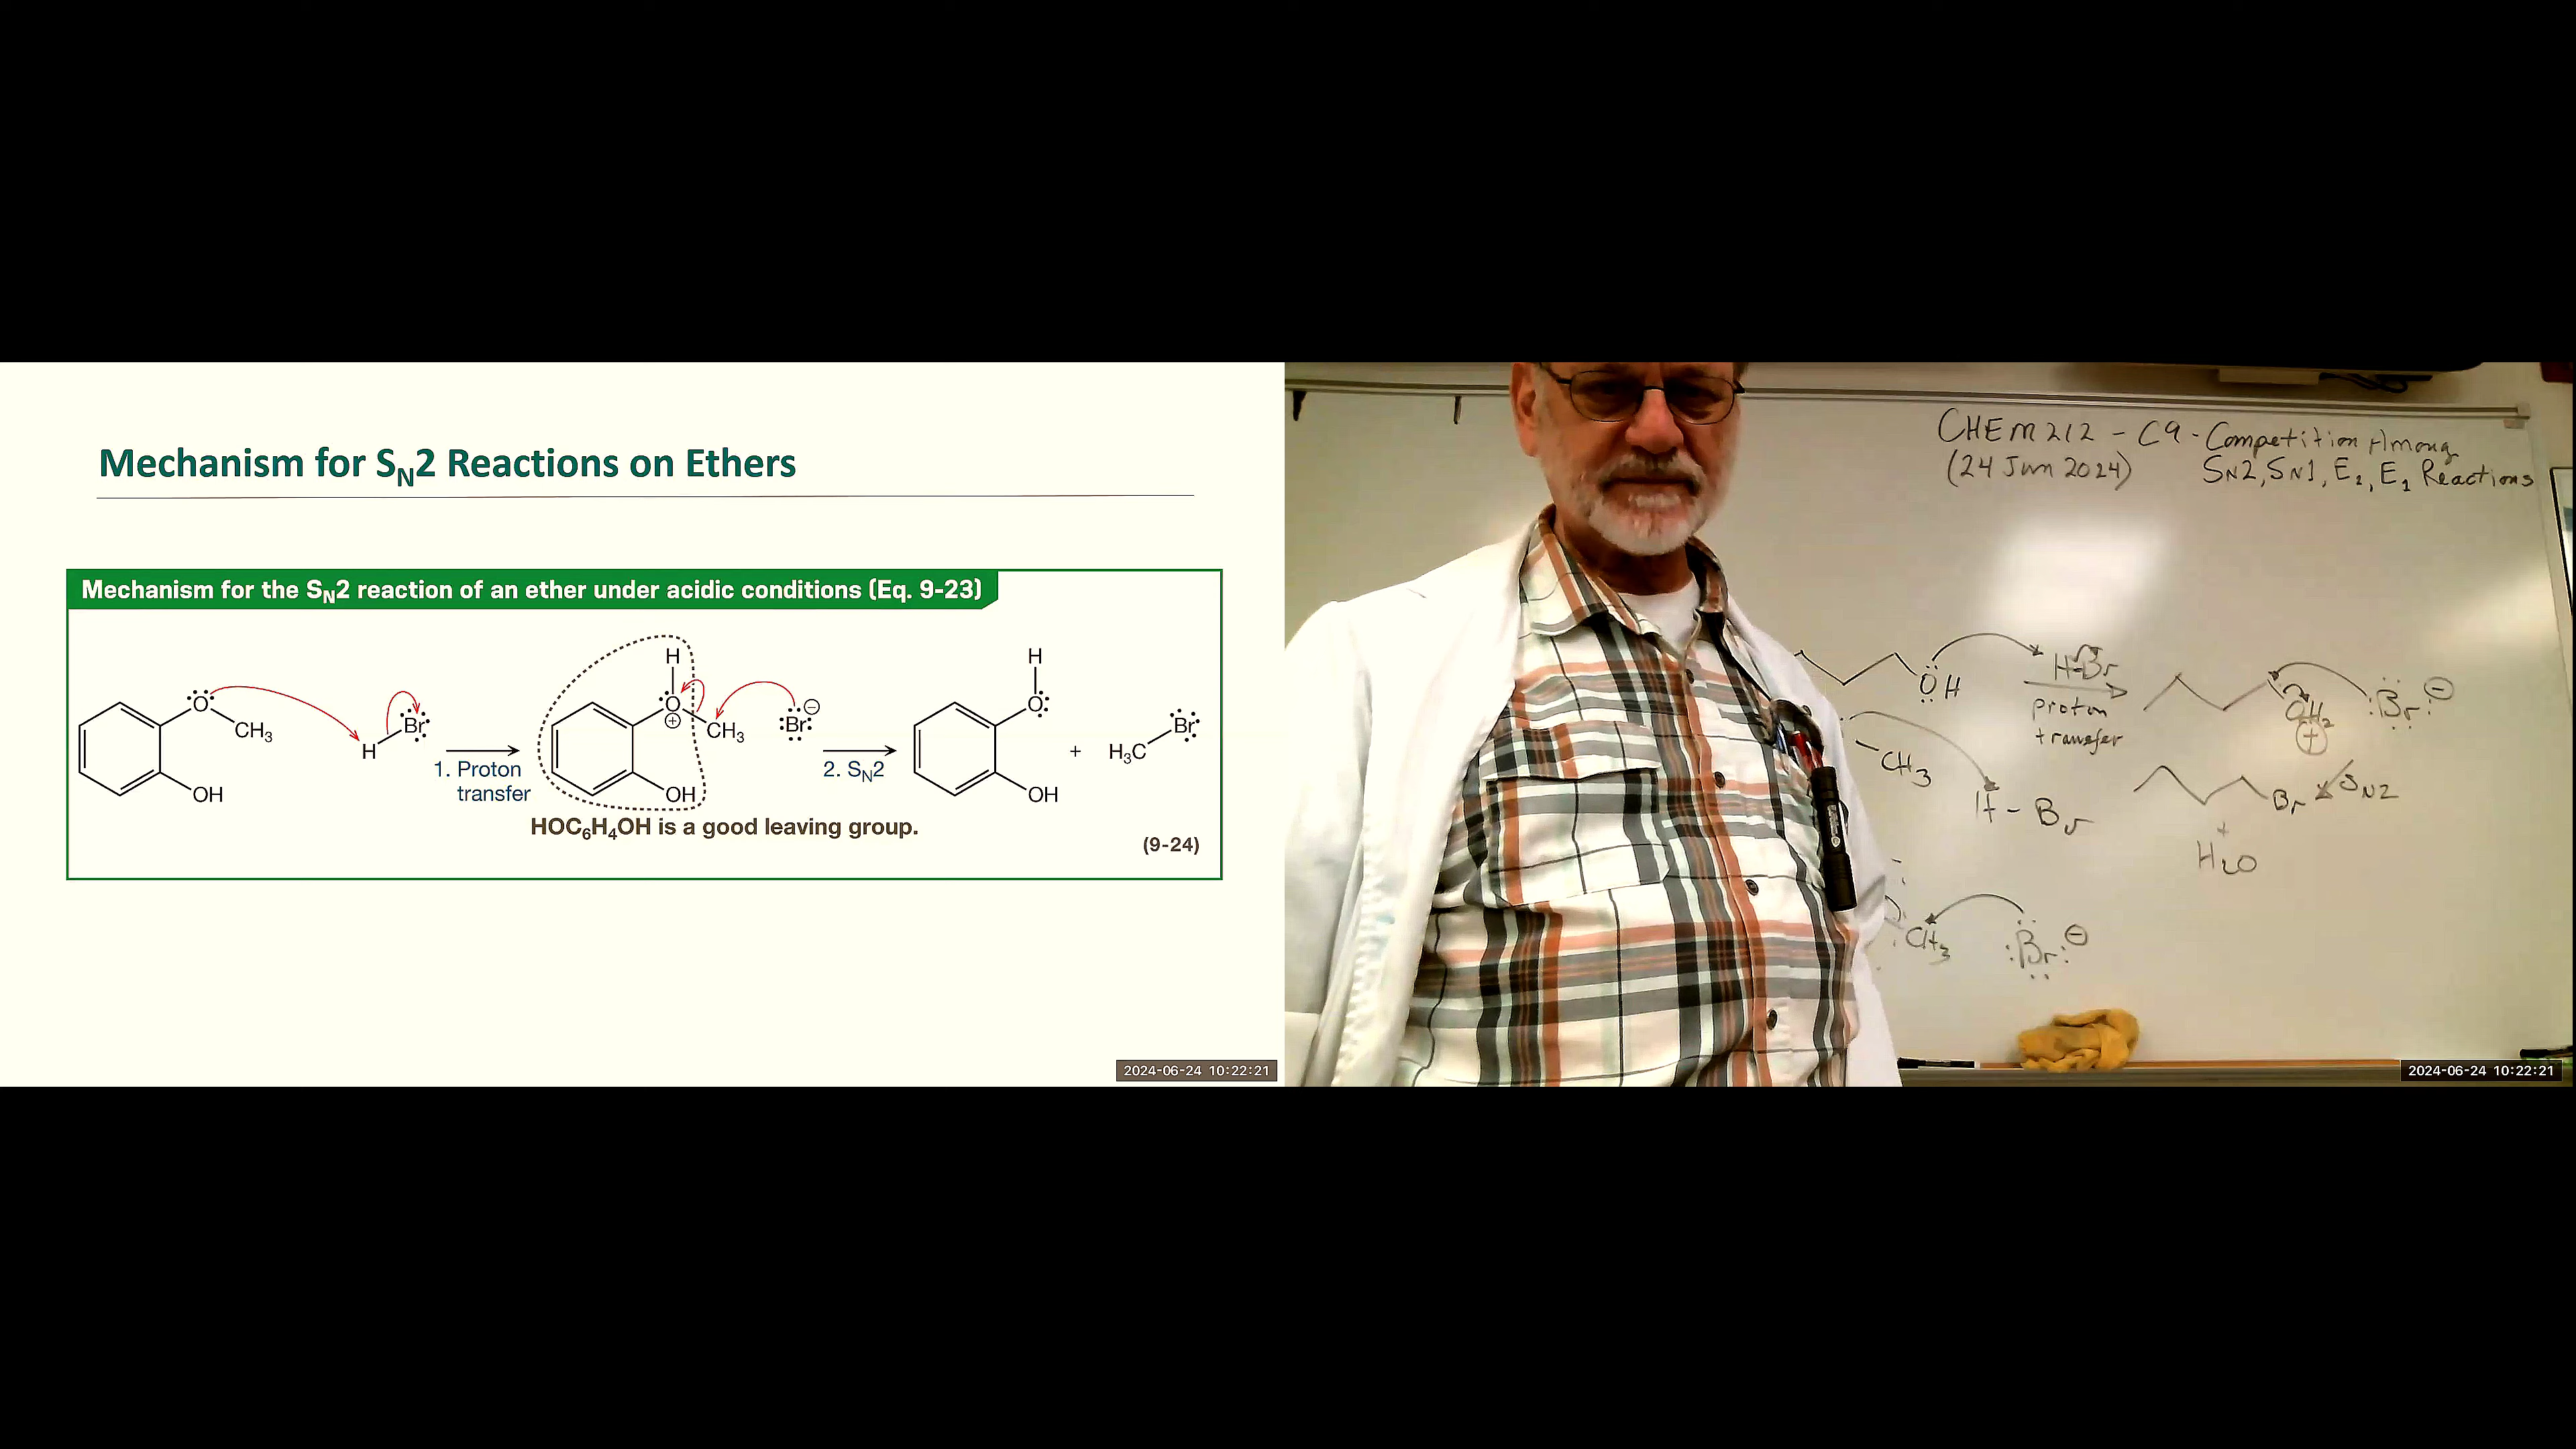 Mechanism for SN2 Reactions on Ethers
Mechanism for the SN2 reaction of an ether under acidic conditions (Eq. 9-23)
O
CH3
OH
H
Br
1. Proton
transfer
H
O
⊕
CH3
OH
:Br:
⊖
2. SN2
H
O:
OH
+
H3C
Br
HOC6H4OH is a good leaving group.
(9-24)
2024-06-24 10:22:21
CHEM 212 - C9 - Competition Among
(24 Jun 2024) SN2, SN1, E2, E1 Reactions
OH
H-Br
proton
transfer
OH2
⊕
:Br:
⊖
-CH3
H-Br
Br
SN2
+
H2O
CH3
:Br:
⊖
2024-06-24 10:22:21